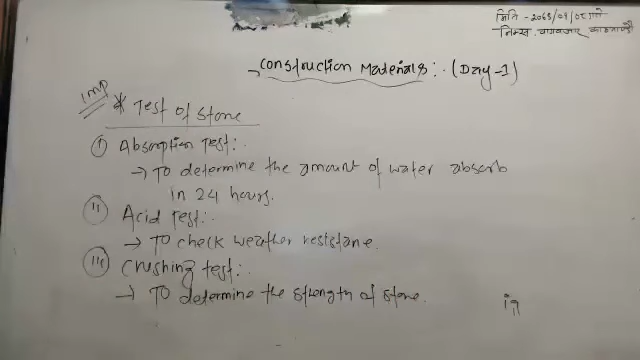 मिति - 2063/09/05 गते
Construction Materials:- (Day-1)
Imp
* Test of Stone
i Absorption Test:-
→ To determine the amount of water absorb
in 24 hours.
ii Acid Test:-
→ To check weather resistane.
iii Crushing test:-
→ To determine the strength of stone.